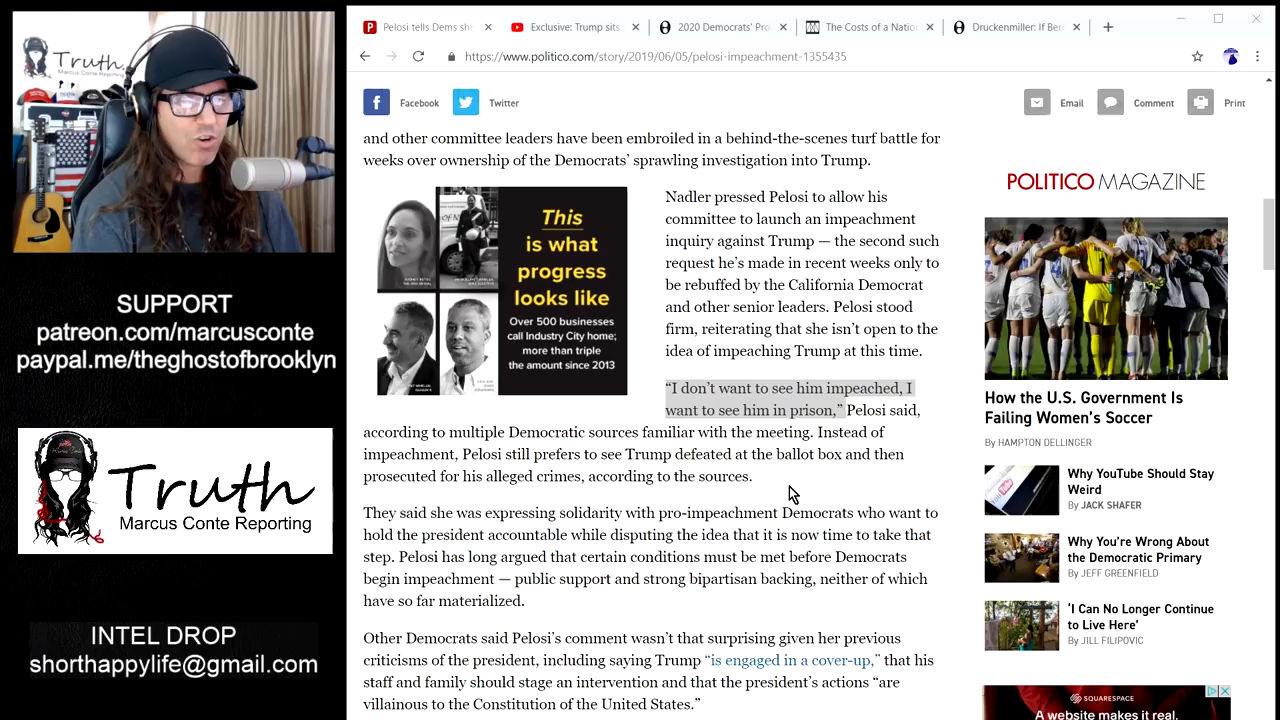 Truth.
Marcus Conte Reporting
SUPPORT
patreon.com/marcusconte
paypal.me/theghostofbrooklyn
Truth
Marcus Conte Reporting
INTEL DROP
shorthappylife@gmail.com
Pelosi tells Dems she
Exclusive: Trump sits
2020 Democrats' Pro
The Costs of a Nation
Druckenmiller: If Bern
https://www.politico.com/story/2019/06/05/pelosi-impeachment-1355435
Facebook
Twitter
Email
Comment
Print
and other committee leaders have been embroiled in a behind-the-scenes turf battle for
weeks over ownership of the Democrats’ sprawling investigation into Trump.
This
is what
progress
looks like
Over 500 businesses
call Industry City home;
more than triple
the amount since 2013
Nadler pressed Pelosi to allow his
committee to launch an impeachment
inquiry against Trump — the second such
request he’s made in recent weeks only to
be rebuffed by the California Democrat
and other senior leaders. Pelosi stood
firm, reiterating that she isn’t open to the
idea of impeaching Trump at this time.
“I don’t want to see him impeached, I
want to see him in prison,” Pelosi said,
according to multiple Democratic sources familiar with the meeting. Instead of
impeachment, Pelosi still prefers to see Trump defeated at the ballot box and then
prosecuted for his alleged crimes, according to the sources.
They said she was expressing solidarity with pro-impeachment Democrats who want to
hold the president accountable while disputing the idea that it is now time to take that
step. Pelosi has long argued that certain conditions must be met before Democrats
begin impeachment — public support and strong bipartisan backing, neither of which
have so far materialized.
Other Democrats said Pelosi’s comment wasn’t that surprising given her previous
criticisms of the president, including saying Trump “is engaged in a cover-up,” that his
staff and family should stage an intervention and that the president’s actions “are
villainous to the Constitution of the United States.”
POLITICO MAGAZINE
How the U.S. Government Is
Failing Women’s Soccer
By HAMPTON DELLINGER
Why YouTube Should Stay
Weird
By JACK SHAFER
Why You’re Wrong About
the Democratic Primary
By JEFF GREENFIELD
‘I Can No Longer Continue
to Live Here’
By JILL FILIPOVIC
SQUARESPACE
A website makes it real.